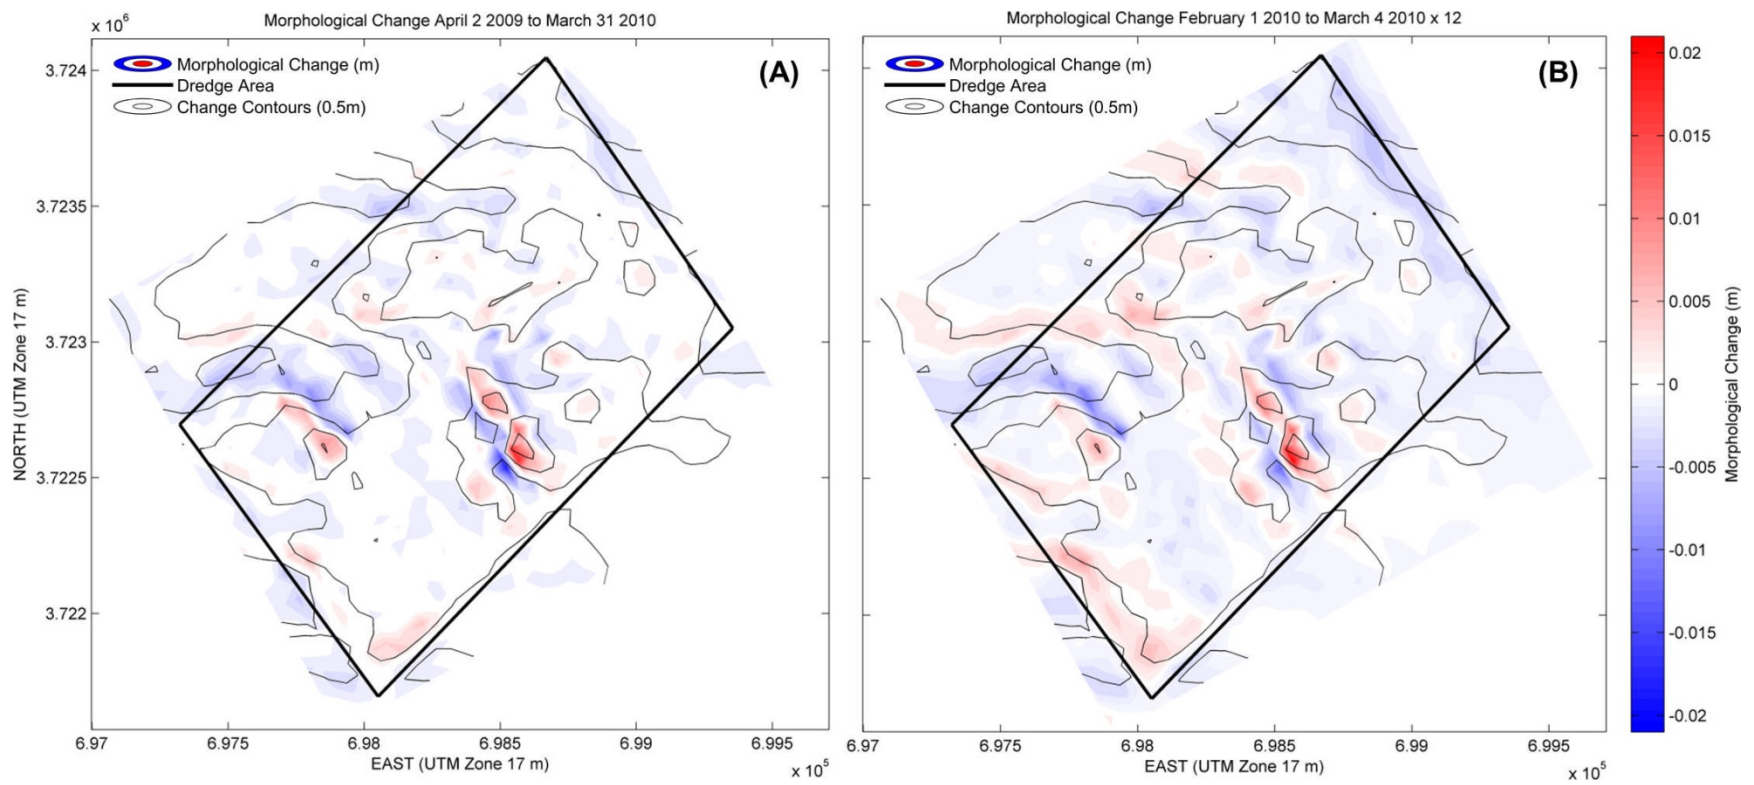 Morphological Change April 2 2009 to March 31 2010
x 10^6
Morphological Change (m)
Dredge Area
Change Contours (0.5m)
(A)
3.724
3.7235
3.723
3.7225
3.722
NORTH (UTM Zone 17 m)
6.97
6.975
6.98
6.985
6.99
6.995
EAST (UTM Zone 17 m)
x 10^5
Morphological Change February 1 2010 to March 4 2010 x 12
Morphological Change (m)
Dredge Area
Change Contours (0.5m)
(B)
6.97
6.975
6.98
6.985
6.99
6.995
EAST (UTM Zone 17 m)
x 10^5
0.02
0.015
0.01
0.005
0
-0.005
-0.01
-0.015
-0.02
Morphological Change (m)